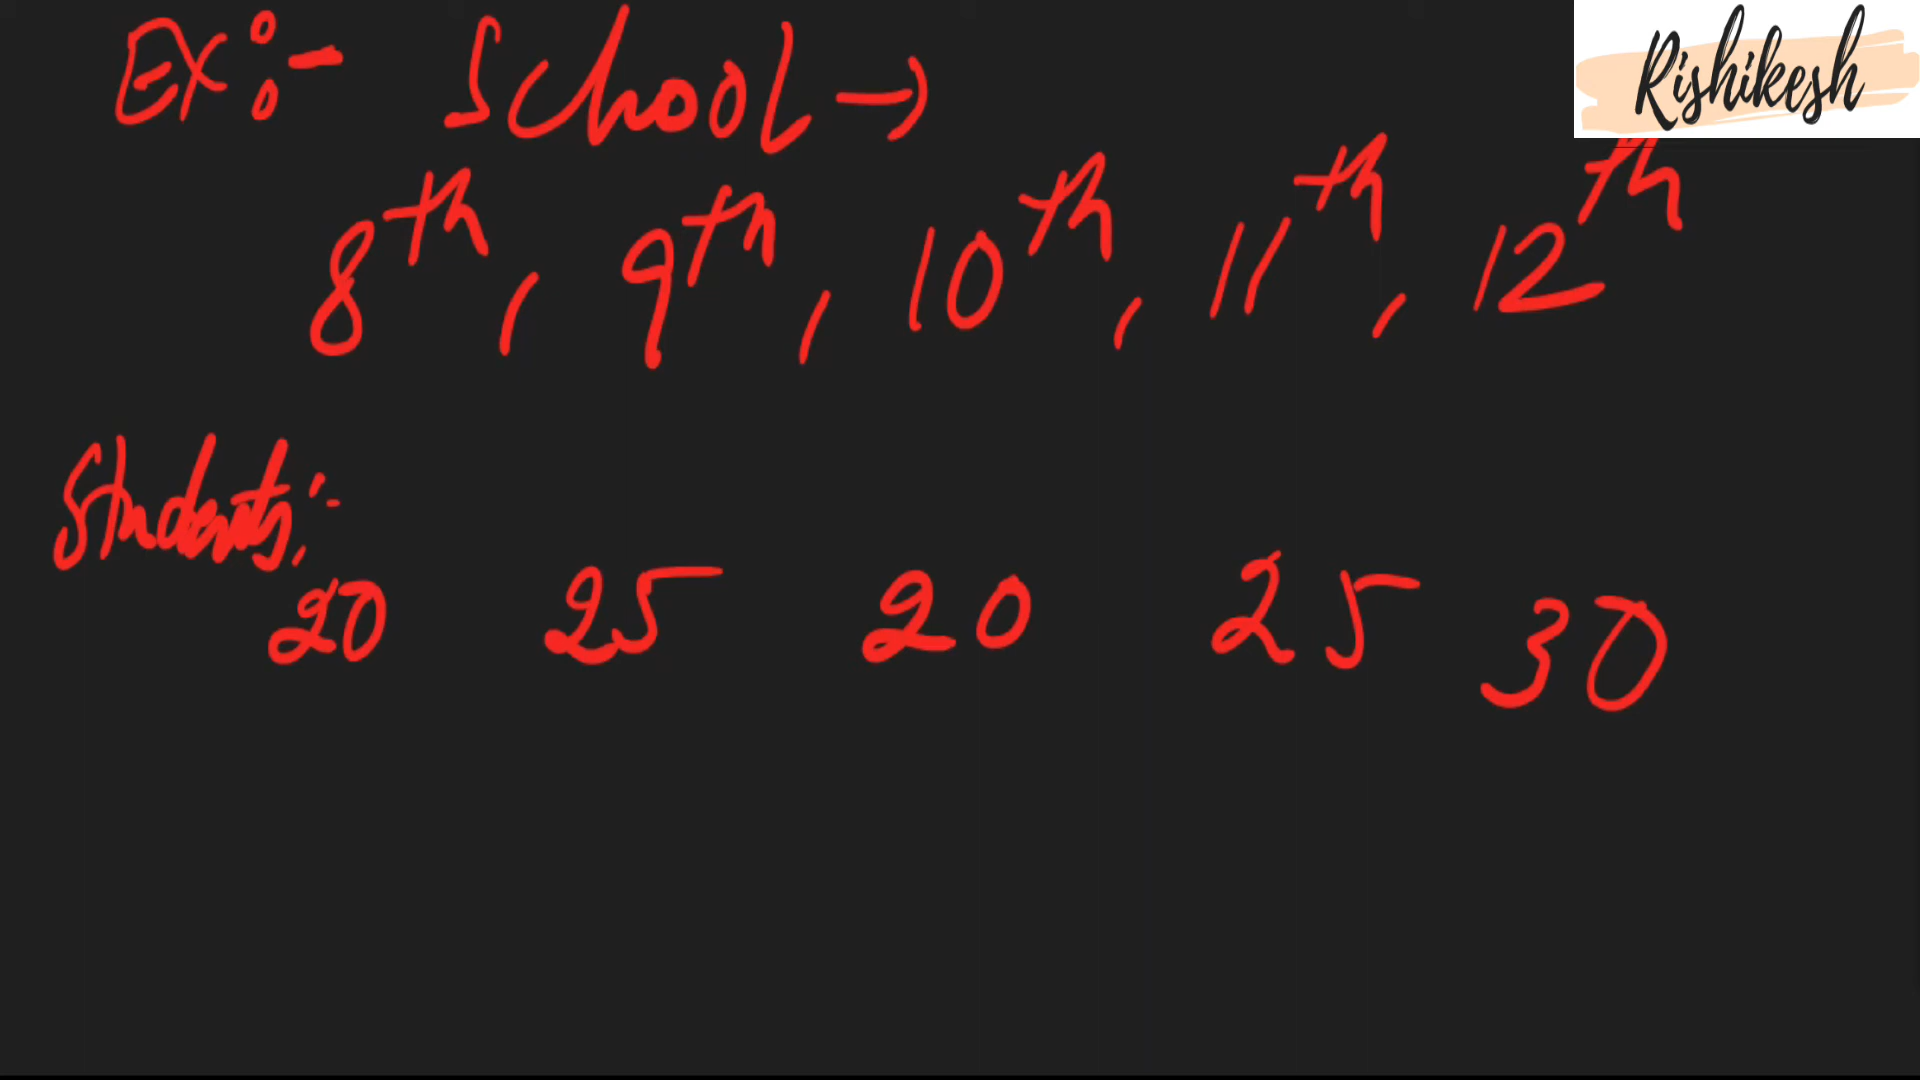 Ex:- School →
Rishikesh
8th, 9th, 10th, 11th, 12th
Students:-
20 25 20 25 30